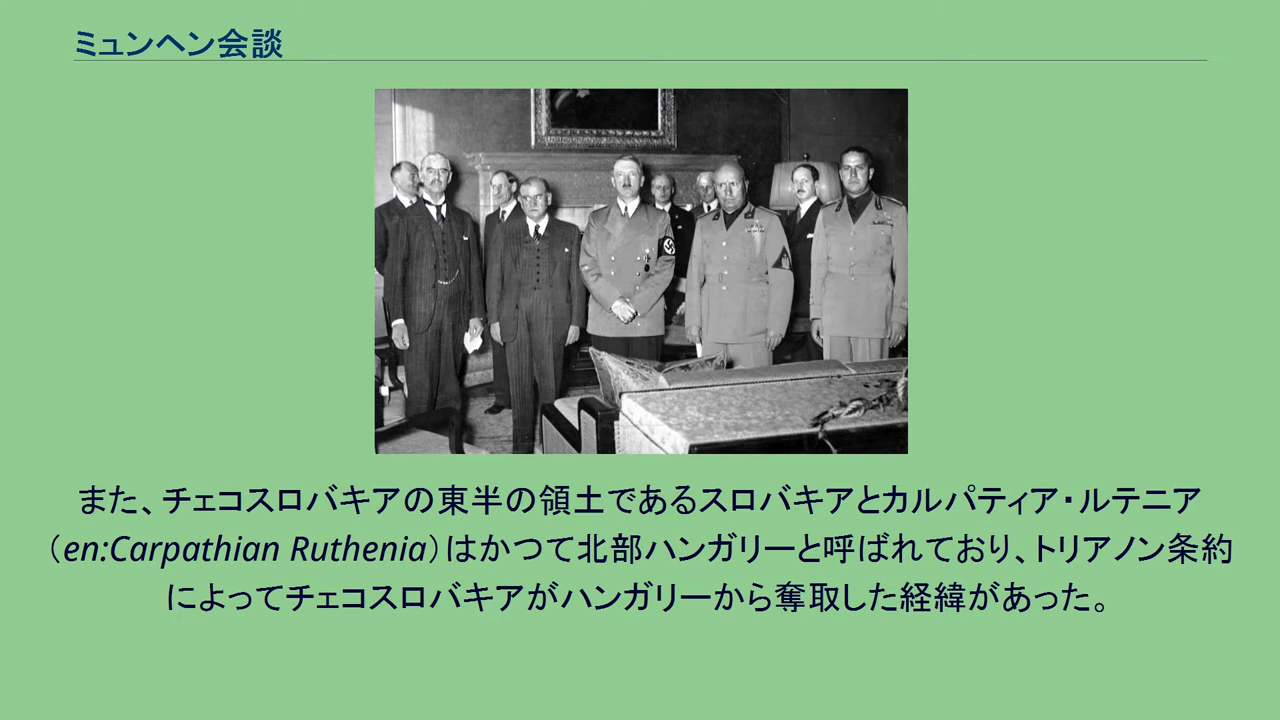 ミュンヘン会談
また、チェコスロバキアの東半の領土であるスロバキアとカルパティア・ルテニア
（en:Carpathian Ruthenia）はかつて北部ハンガリーと呼ばれており、トリアノン条約
によってチェコスロバキアがハンガリーから奪取した経緯があった。